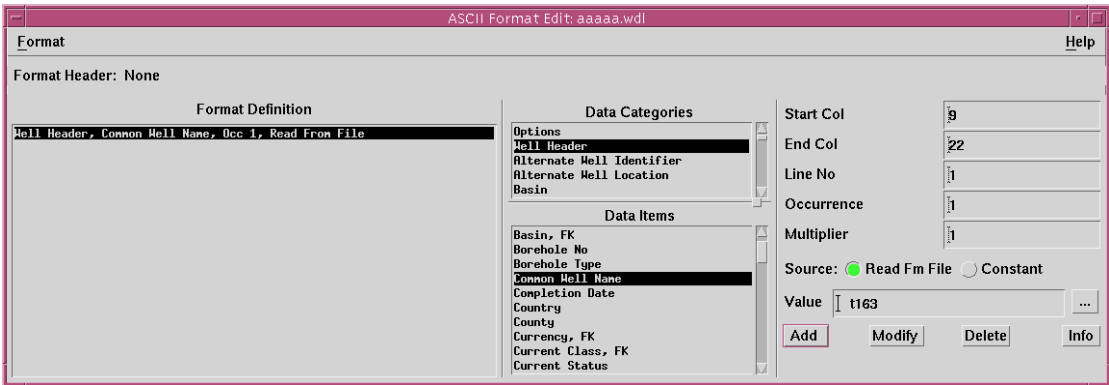 ASCII Format Edit: aaaaa.wdl
Format
Help
Format Header: None
Format Definition
Well Header, Common Well Name, Occ 1, Read From File
Data Categories
Options
Well Header
Alternate Well Identifier
Alternate Well Location
Basin
Data Items
Basin, FK
Borehole No
Borehole Type
Common Well Name
Completion Date
Country
County
Currency, FK
Current Class, FK
Current Status
Start Col 9
End Col 22
Line No 1
Occurrence 1
Multiplier 1
Source: Read Fm File Constant
Value t163 ...
Add Modify Delete Info